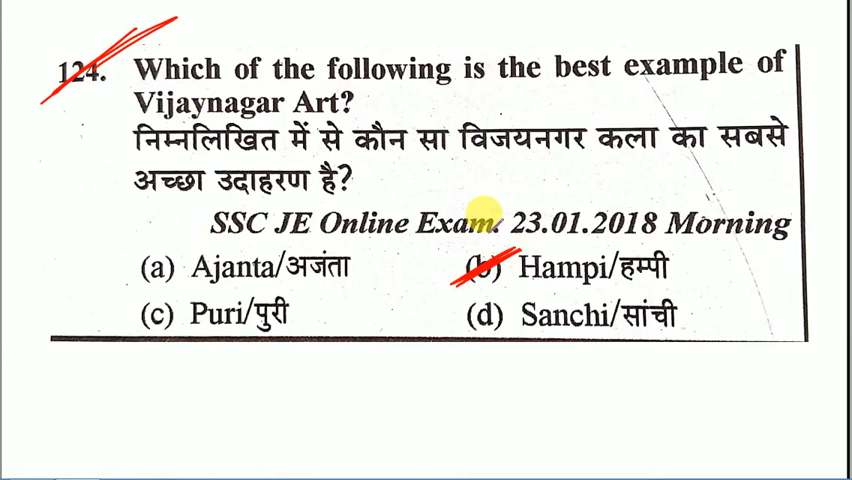 124. Which of the following is the best example of
Vijaynagar Art?
निम्नलिखित में से कौन सा विजयनगर कला का सबसे
अच्छा उदाहरण है?
SSC JE Online Exam. 23.01.2018 Morning
(a) Ajanta/अजंता (b) Hampi/हम्पी
(c) Puri/पुरी (d) Sanchi/सांची